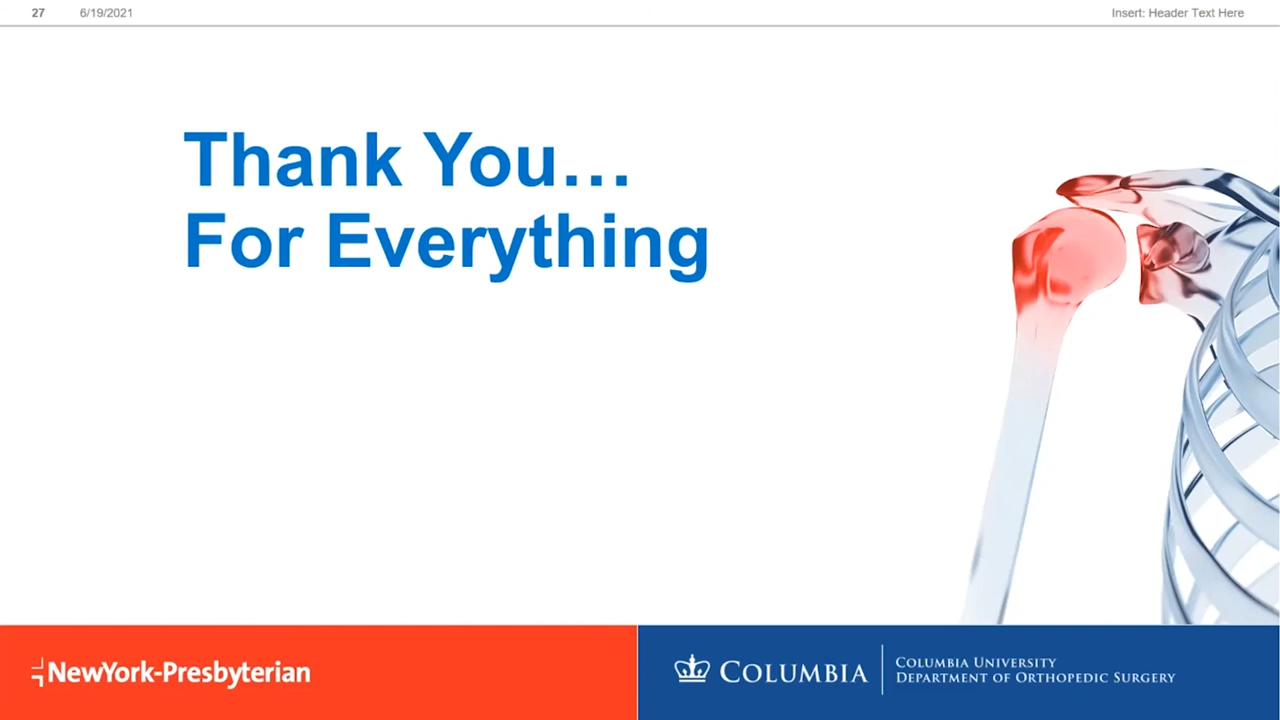 27 6/19/2021 Insert: Header Text Here
Thank You…
For Everything
NewYork-Presbyterian
COLUMBIA
COLUMBIA UNIVERSITY
DEPARTMENT OF ORTHOPEDIC SURGERY